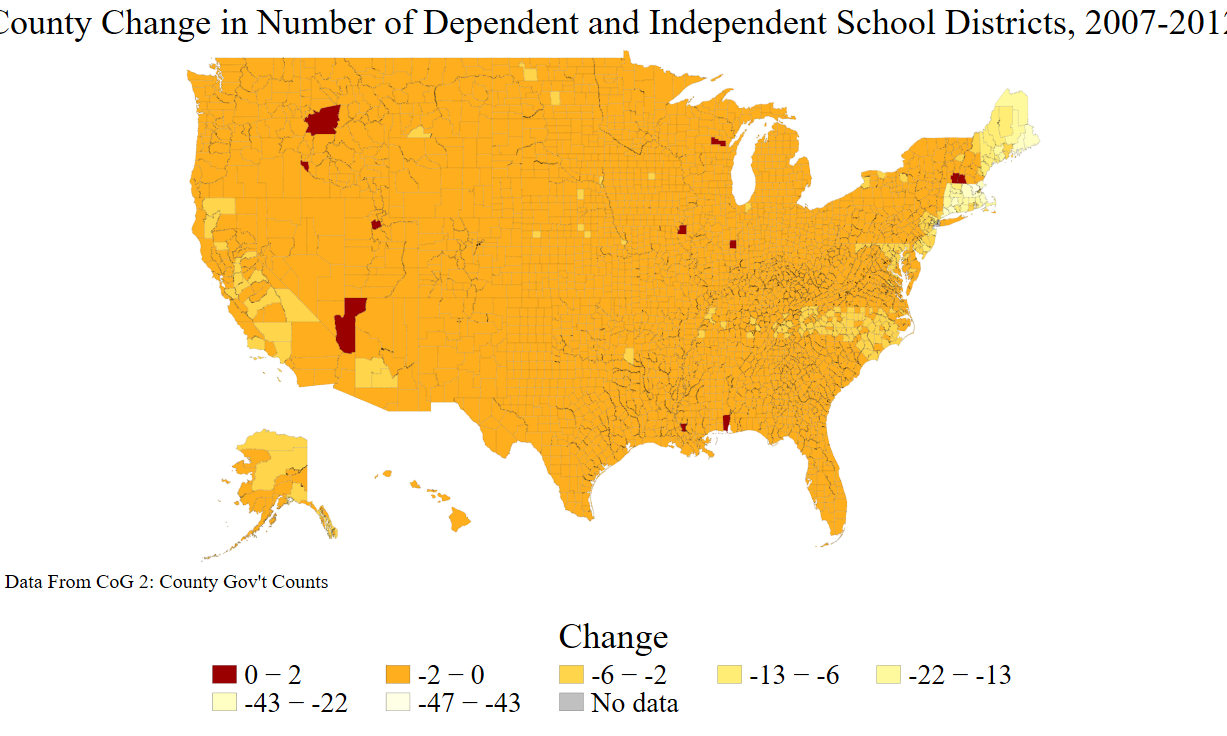 County Change in Number of Dependent and Independent School Districts, 2007-2012
Data From CoG 2: County Gov't Counts
Change
0 − 2
-2 − 0
-6 − -2
-13 − -6
-22 − -13
-43 − -22
-47 − -43
No data